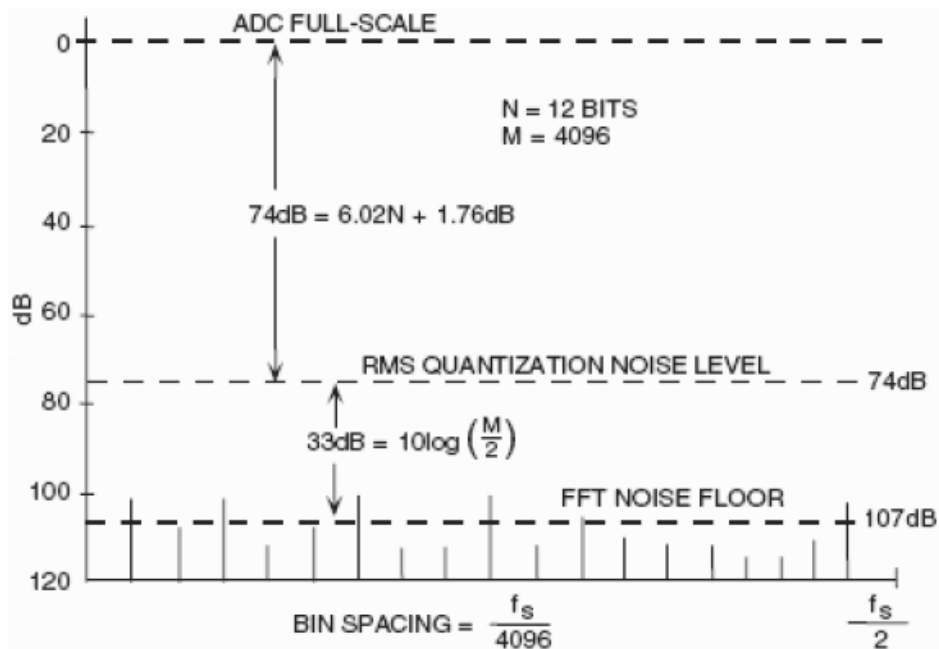 ADC FULL-SCALE
0
N = 12 BITS
M = 4096
20
74dB = 6.02N + 1.76dB
40
dB
60
RMS QUANTIZATION NOISE LEVEL
74dB
80
33dB = 10log (M/2)
100
FFT NOISE FLOOR
107dB
120
BIN SPACING = fs/4096
fs/2